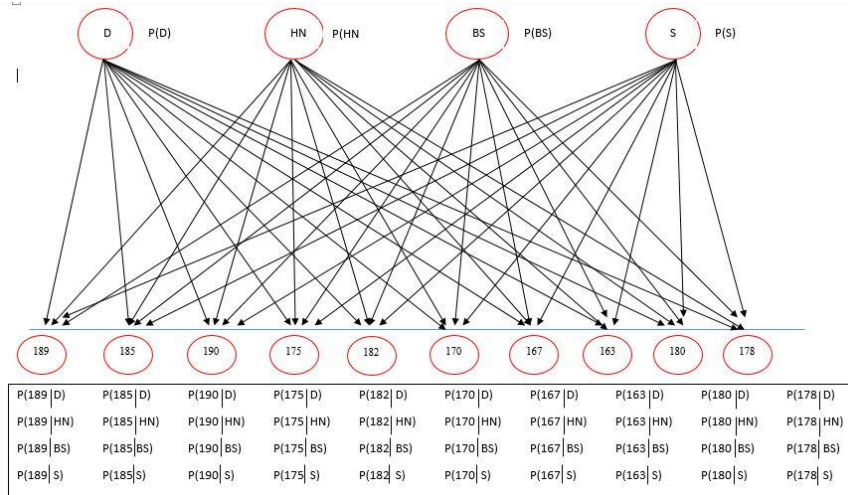 D P(D) HN P(HN BS P(BS) S P(S)
189 185 190 175 182 170 167 163 180 178
P(189|D) P(185|D) P(190|D) P(175|D) P(182|D) P(170|D) P(167|D) P(163|D) P(180|D) P(178|D)
P(189|HN) P(185|HN) P(190|HN) P(175|HN) P(182|HN) P(170|HN) P(167|HN) P(163|HN) P(180|HN) P(178|HN)
P(189|BS) P(185|BS) P(190|BS) P(175|BS) P(182|BS) P(170|BS) P(167|BS) P(163|BS) P(180|BS) P(178|BS)
P(189|S) P(185|S) P(190|S) P(175|S) P(182|S) P(170|S) P(167|S) P(163|S) P(180|S) P(178|S)